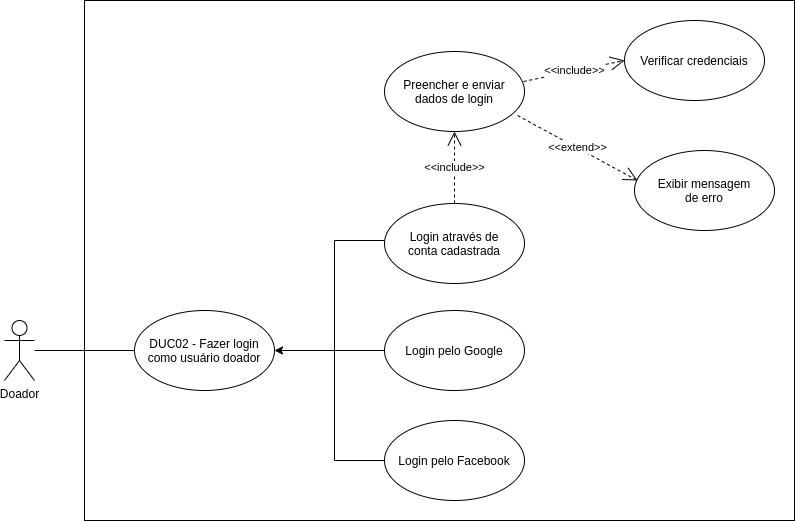 Preencher e enviar
dados de login
<<include>>
Verificar credenciais
<<extend>>
Exibir mensagem
de erro
<<include>>
Login através de
conta cadastrada
DUC02 - Fazer login
como usuário doador
Login pelo Google
Login pelo Facebook
Doador